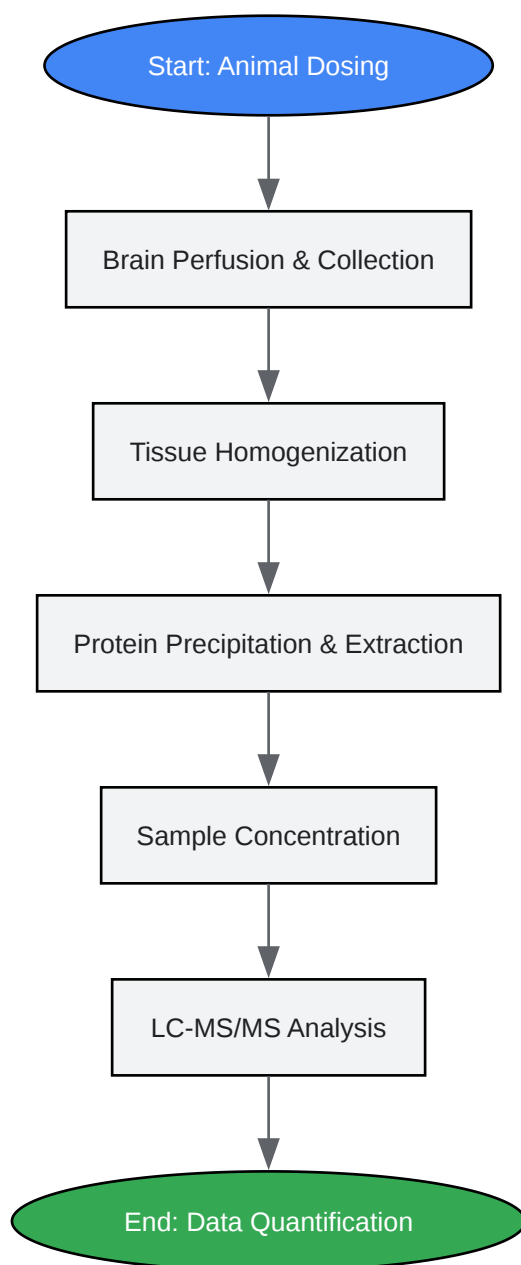 Start: Animal Dosing
Brain Perfusion & Collection
Tissue Homogenization
Protein Precipitation & Extraction
Sample Concentration
LC-MS/MS Analysis
End: Data Quantification